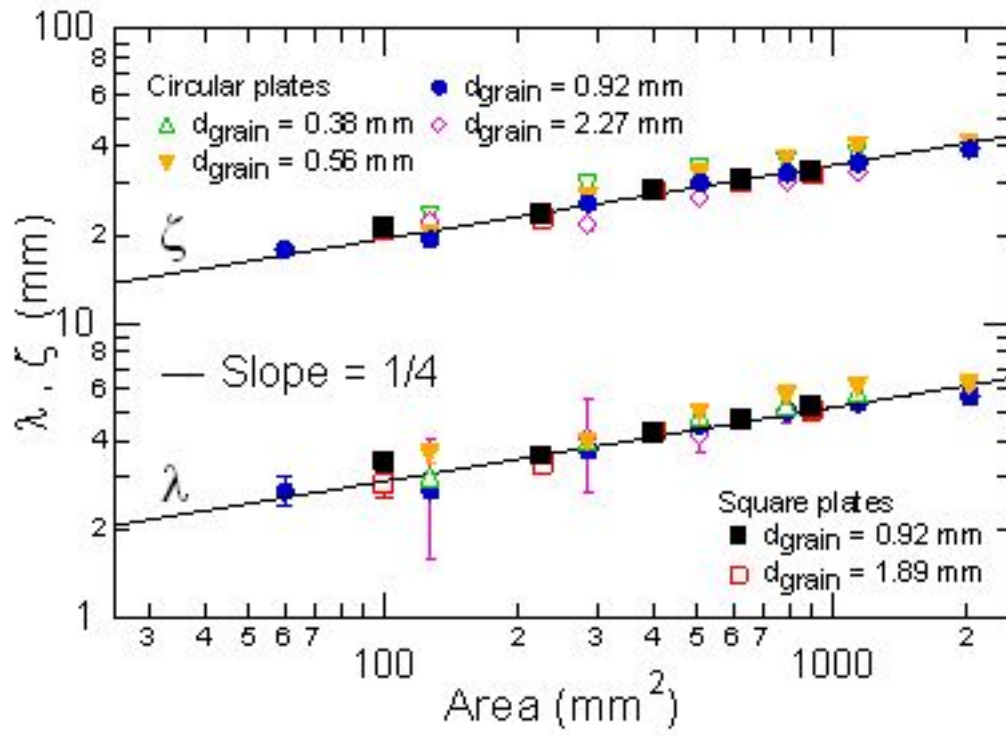 100
8
6
4
2
10
8
6
4
2
1
λ , ζ (mm)
Circular plates
△ dgrain = 0.38 mm
▼ dgrain = 0.56 mm
● dgrain = 0.92 mm
◇ dgrain = 2.27 mm
ζ
— Slope = 1/4
λ
Square plates
■ dgrain = 0.92 mm
□ dgrain = 1.89 mm
3 4 5 6 7 2 3 4 5 6 7 2
100 1000
Area (mm²)